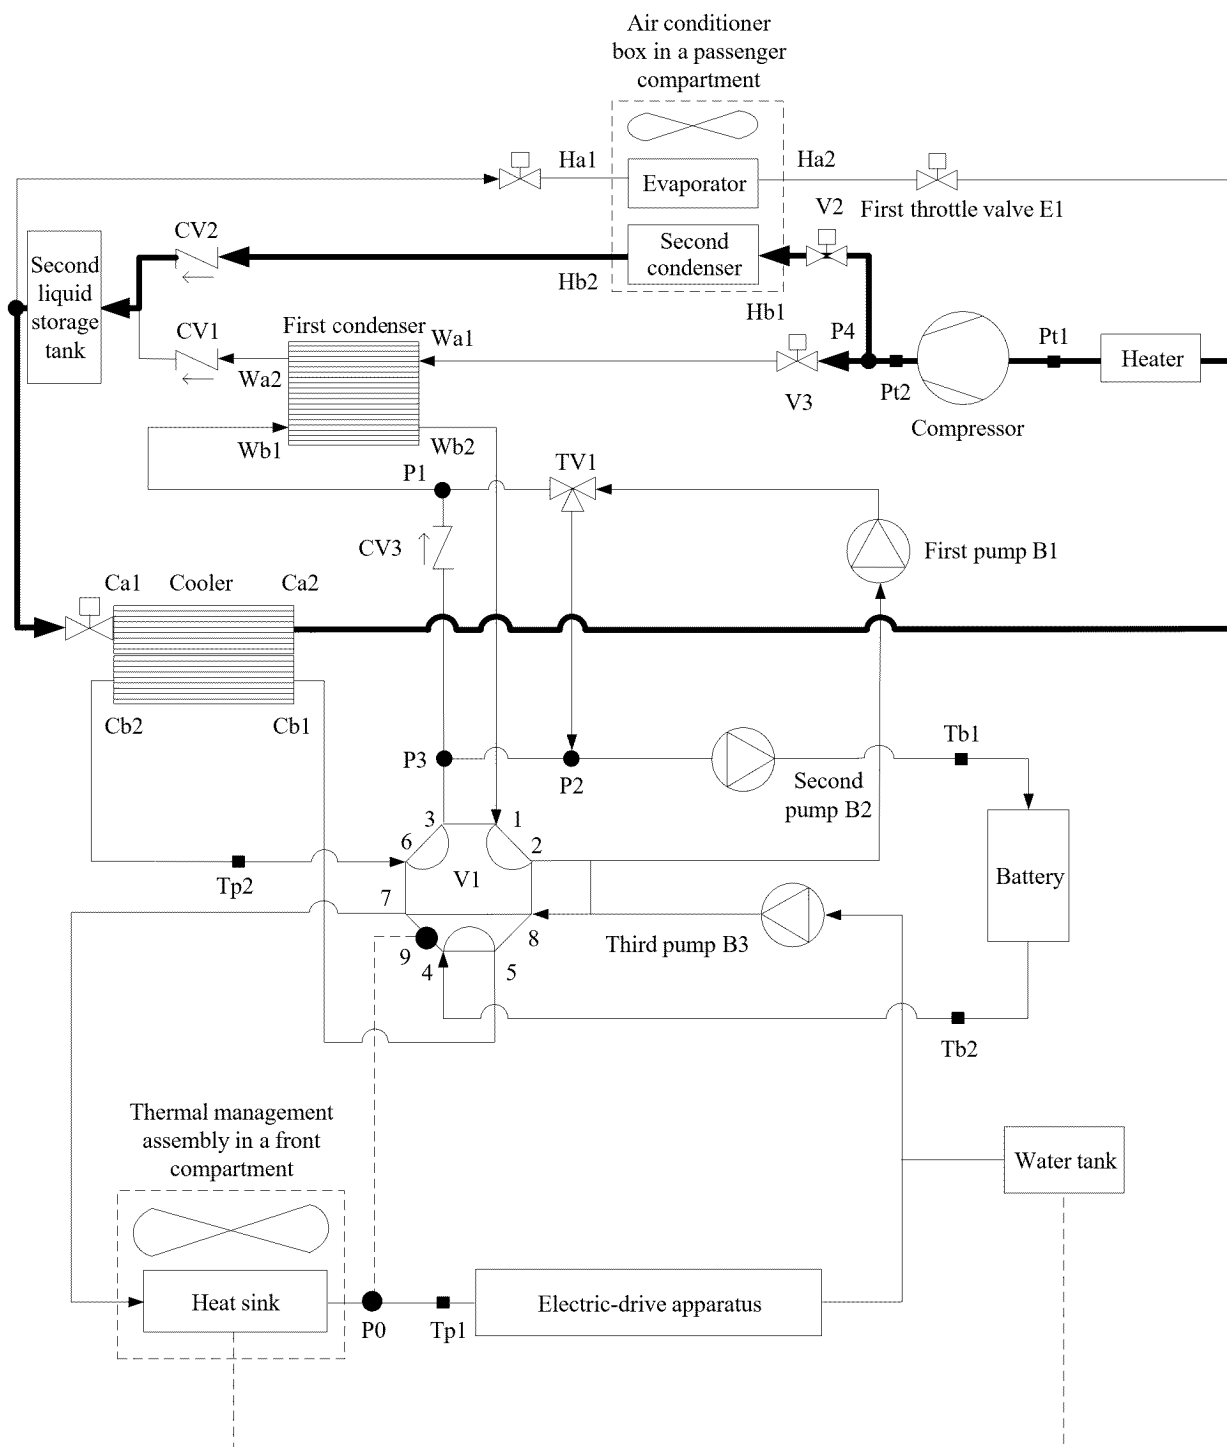 Air conditioner
box in a passenger
compartment
Ha1
Ha2
Evaporator
First throttle valve E1
V2
CV2
Second
condenser
Second
liquid
storage
tank
Hb2
Hb1
First condenser
CV1
Wa1
P4
Pt1
Heater
Wa2
V3
Pt2
Compressor
Wb1
Wb2
P1
TV1
CV3
First pump B1
Ca1
Cooler
Ca2
Cb2
Cb1
Tb1
P3
P2
Second
pump B2
3
1
6
2
V1
Battery
Tp2
7
8
Third pump B3
9
4
5
Tb2
Thermal management
assembly in a front
compartment
Water tank
Heat sink
Electric-drive apparatus
P0
Tp1